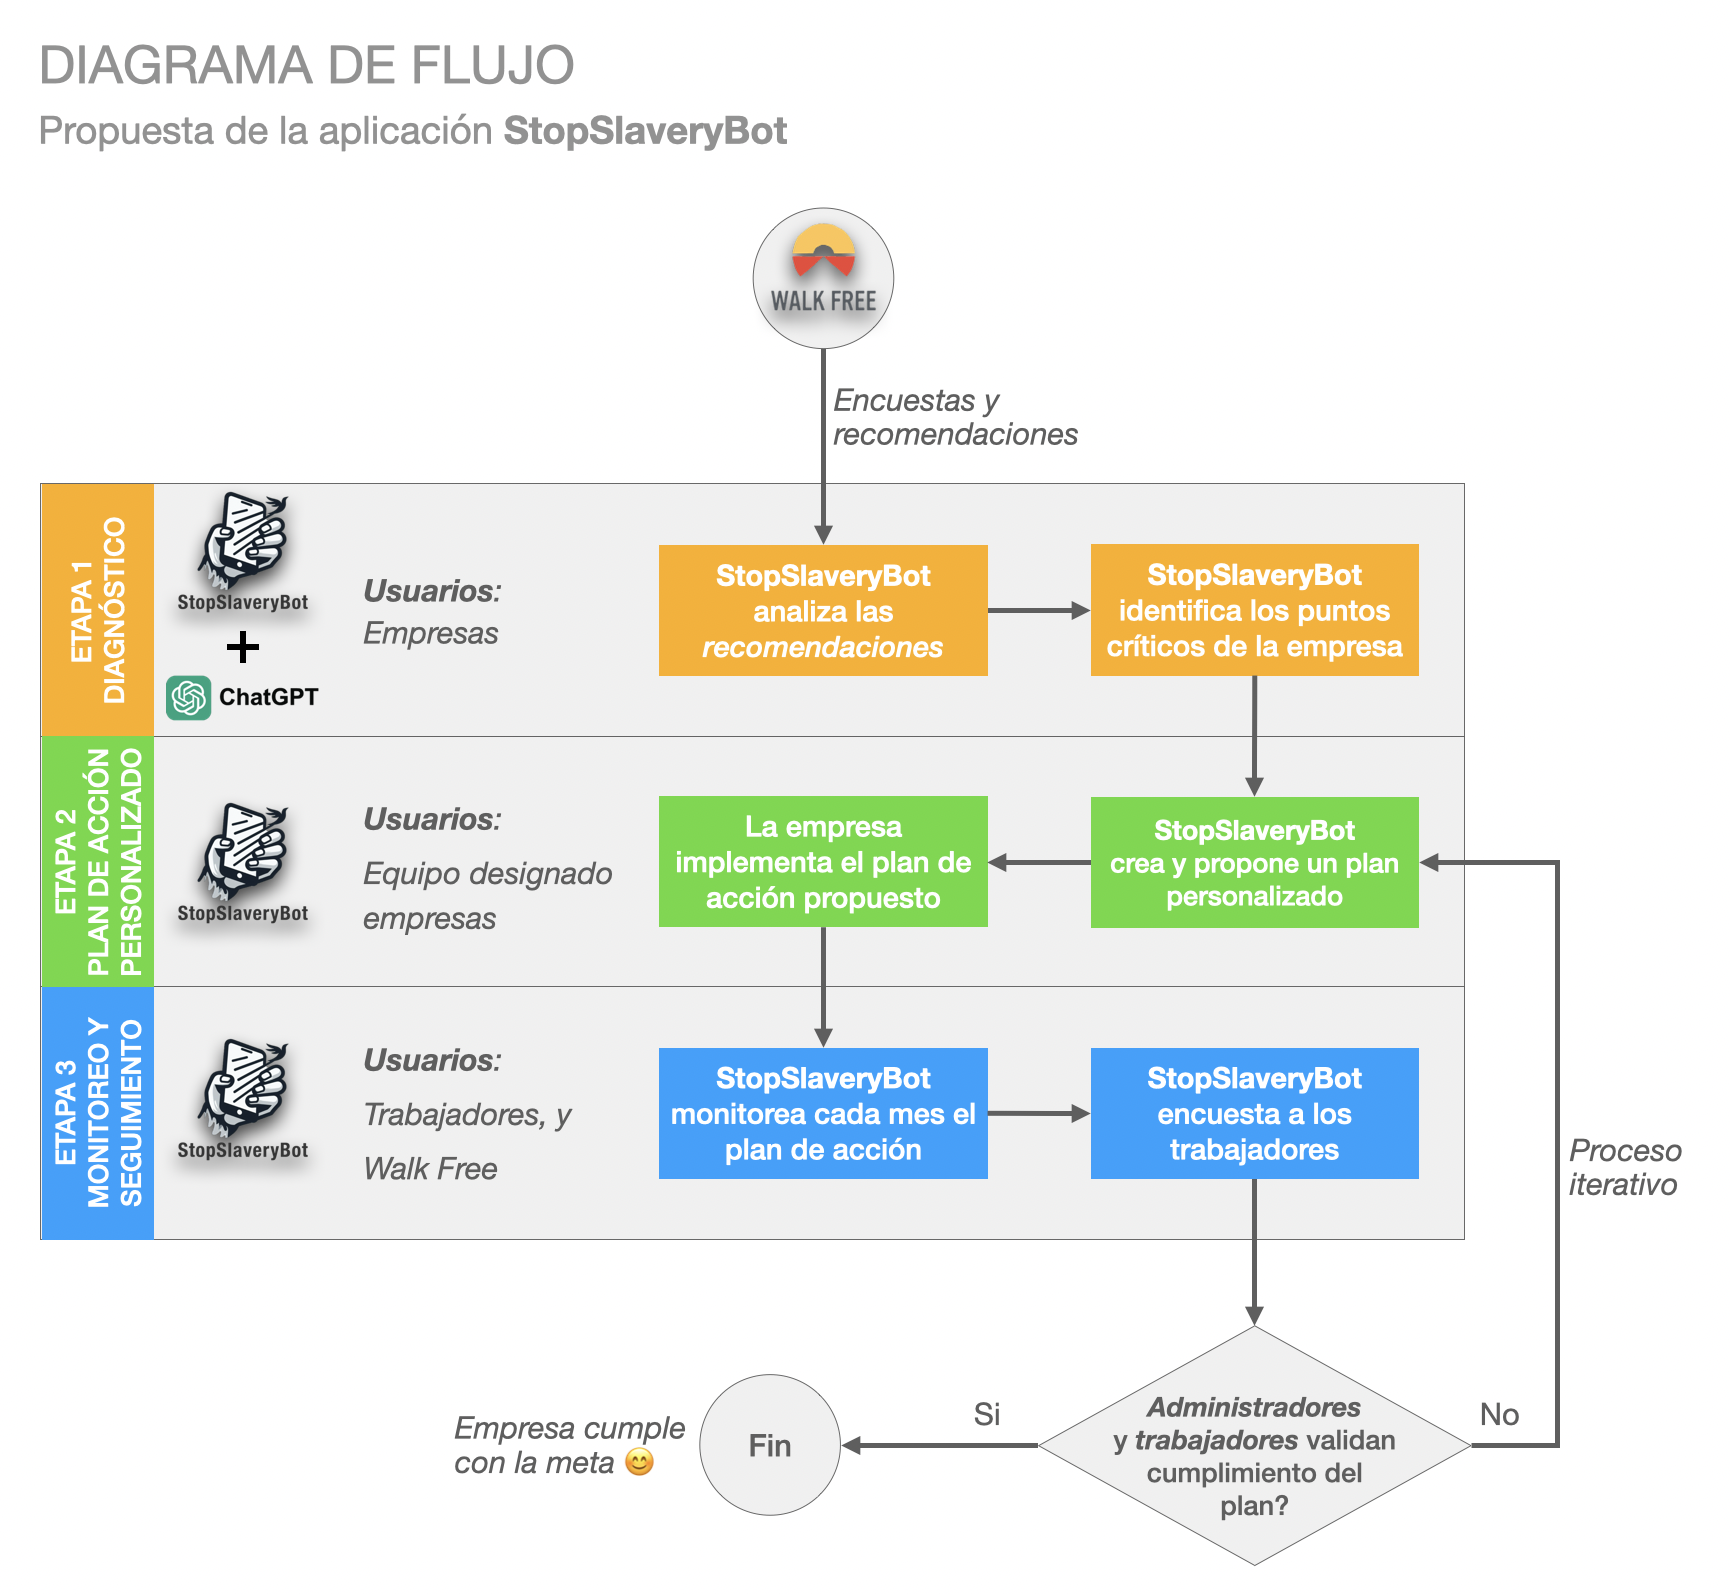 DIAGRAMA DE FLUJO
Propuesta de la aplicación StopSlaveryBot
WALK FREE
Encuestas y
recomendaciones
ETAPA 1
DIAGNÓSTICO
StopSlaveryBot
+
ChatGPT
Usuarios:
Empresas
StopSlaveryBot
analiza las
recomendaciones
StopSlaveryBot
identifica los puntos
críticos de la empresa
ETAPA 2
PLAN DE ACCIÓN
PERSONALIZADO
StopSlaveryBot
Usuarios:
Equipo designado
empresas
La empresa
implementa el plan de
acción propuesto
StopSlaveryBot
crea y propone un plan
personalizado
ETAPA 3
MONITOREO Y
SEGUIMIENTO
StopSlaveryBot
Usuarios:
Trabajadores, y
Walk Free
StopSlaveryBot
monitorea cada mes el
plan de acción
StopSlaveryBot
encuesta a los
trabajadores
Proceso
iterativo
Administradores
y trabajadores validan
cumplimiento del
plan?
Si
No
Fin
Empresa cumple
con la meta 😊